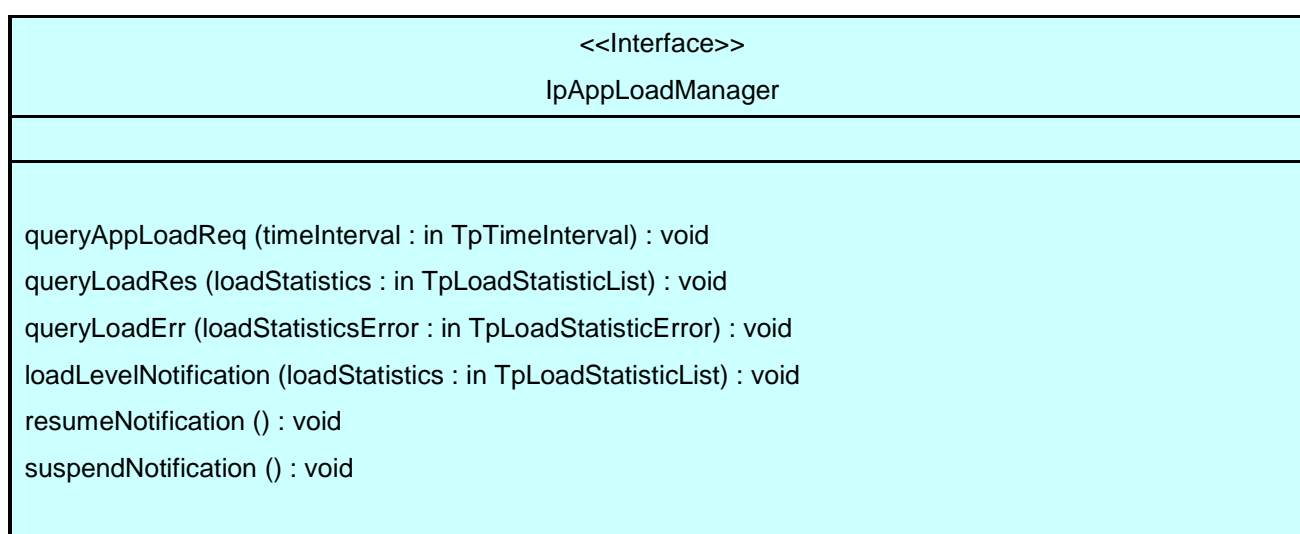 <<Interface>>
IpAppLoadManager
queryAppLoadReq (timeInterval : in TpTimeInterval) : void
queryLoadRes (loadStatistics : in TpLoadStatisticList) : void
queryLoadErr (loadStatisticsError : in TpLoadStatisticError) : void
loadLevelNotification (loadStatistics : in TpLoadStatisticList) : void
resumeNotification () : void
suspendNotification () : void